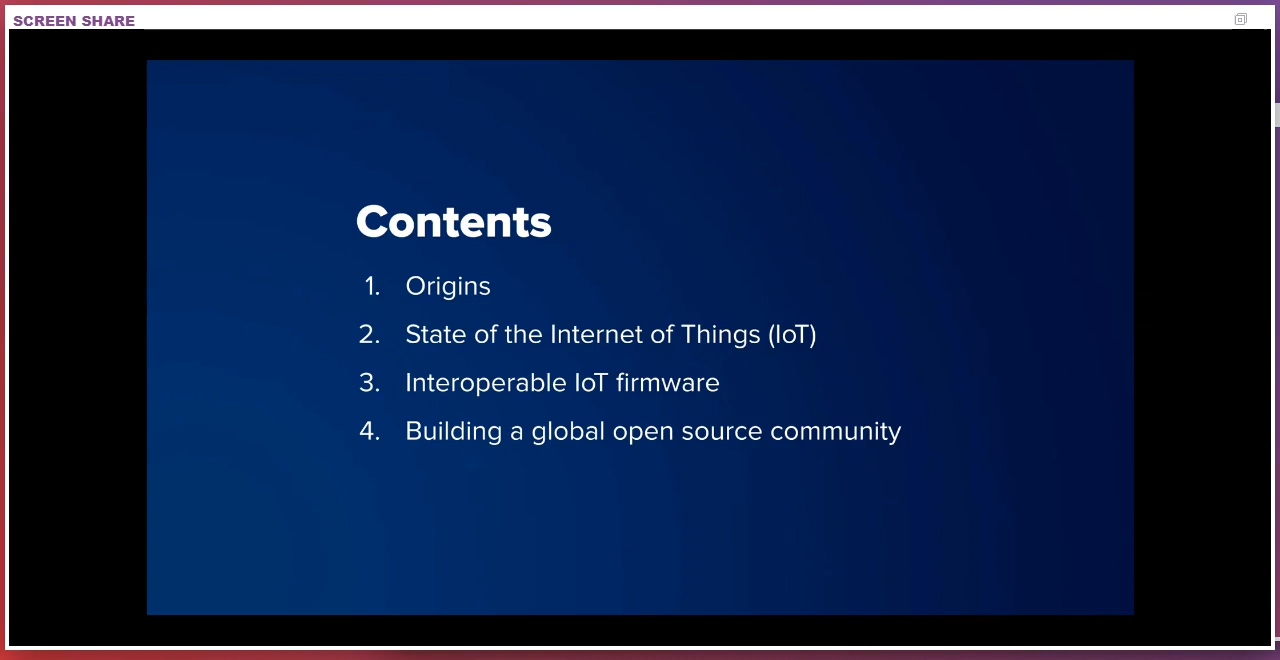 SCREEN SHARE
Contents
1. Origins
2. State of the Internet of Things (IoT)
3. Interoperable IoT firmware
4. Building a global open source community